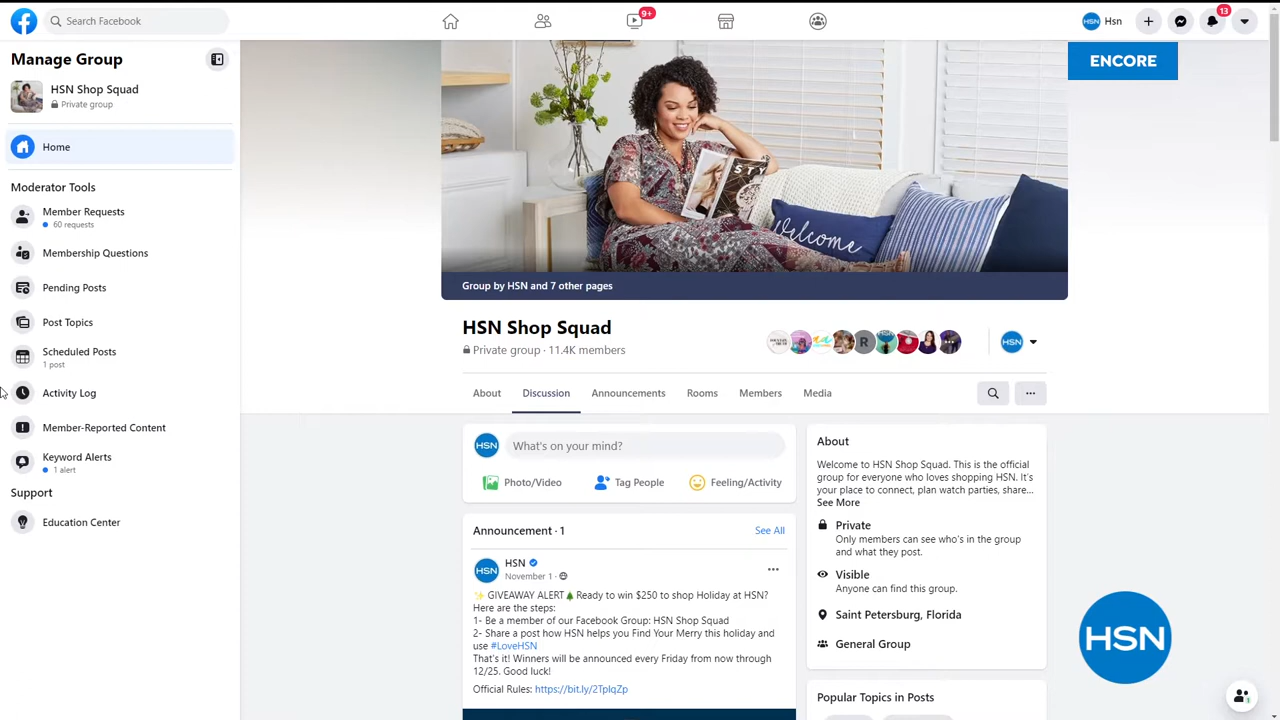 Search Facebook
9+
Hsn
13
Manage Group
HSN Shop Squad
Private group
Home
Moderator Tools
Member Requests
60 requests
Membership Questions
Pending Posts
Post Topics
Scheduled Posts
1 post
Activity Log
Member-Reported Content
Keyword Alerts
1 alert
Support
Education Center
ENCORE
STY
welcome
Group by HSN and 7 other pages
HSN Shop Squad
Private group · 11.4K members
R
HSN
About
Discussion
Announcements
Rooms
Members
Media
HSN
What's on your mind?
Photo/Video
Tag People
Feeling/Activity
Announcement · 1
See All
HSN
HSN
November 1 ·
✨ GIVEAWAY ALERT🎄 Ready to win $250 to shop Holiday at HSN?
Here are the steps:
1- Be a member of our Facebook Group: HSN Shop Squad
2- Share a post how HSN helps you Find Your Merry this holiday and
use #LoveHSN
That's it! Winners will be announced every Friday from now through
12/25. Good luck!
Official Rules: https://bit.ly/2TplqZp
About
Welcome to HSN Shop Squad. This is the official
group for everyone who loves shopping HSN. It's
your place to connect, plan watch parties, share...
See More
Private
Only members can see who's in the group
and what they post.
Visible
Anyone can find this group.
Saint Petersburg, Florida
General Group
Popular Topics in Posts
HSN